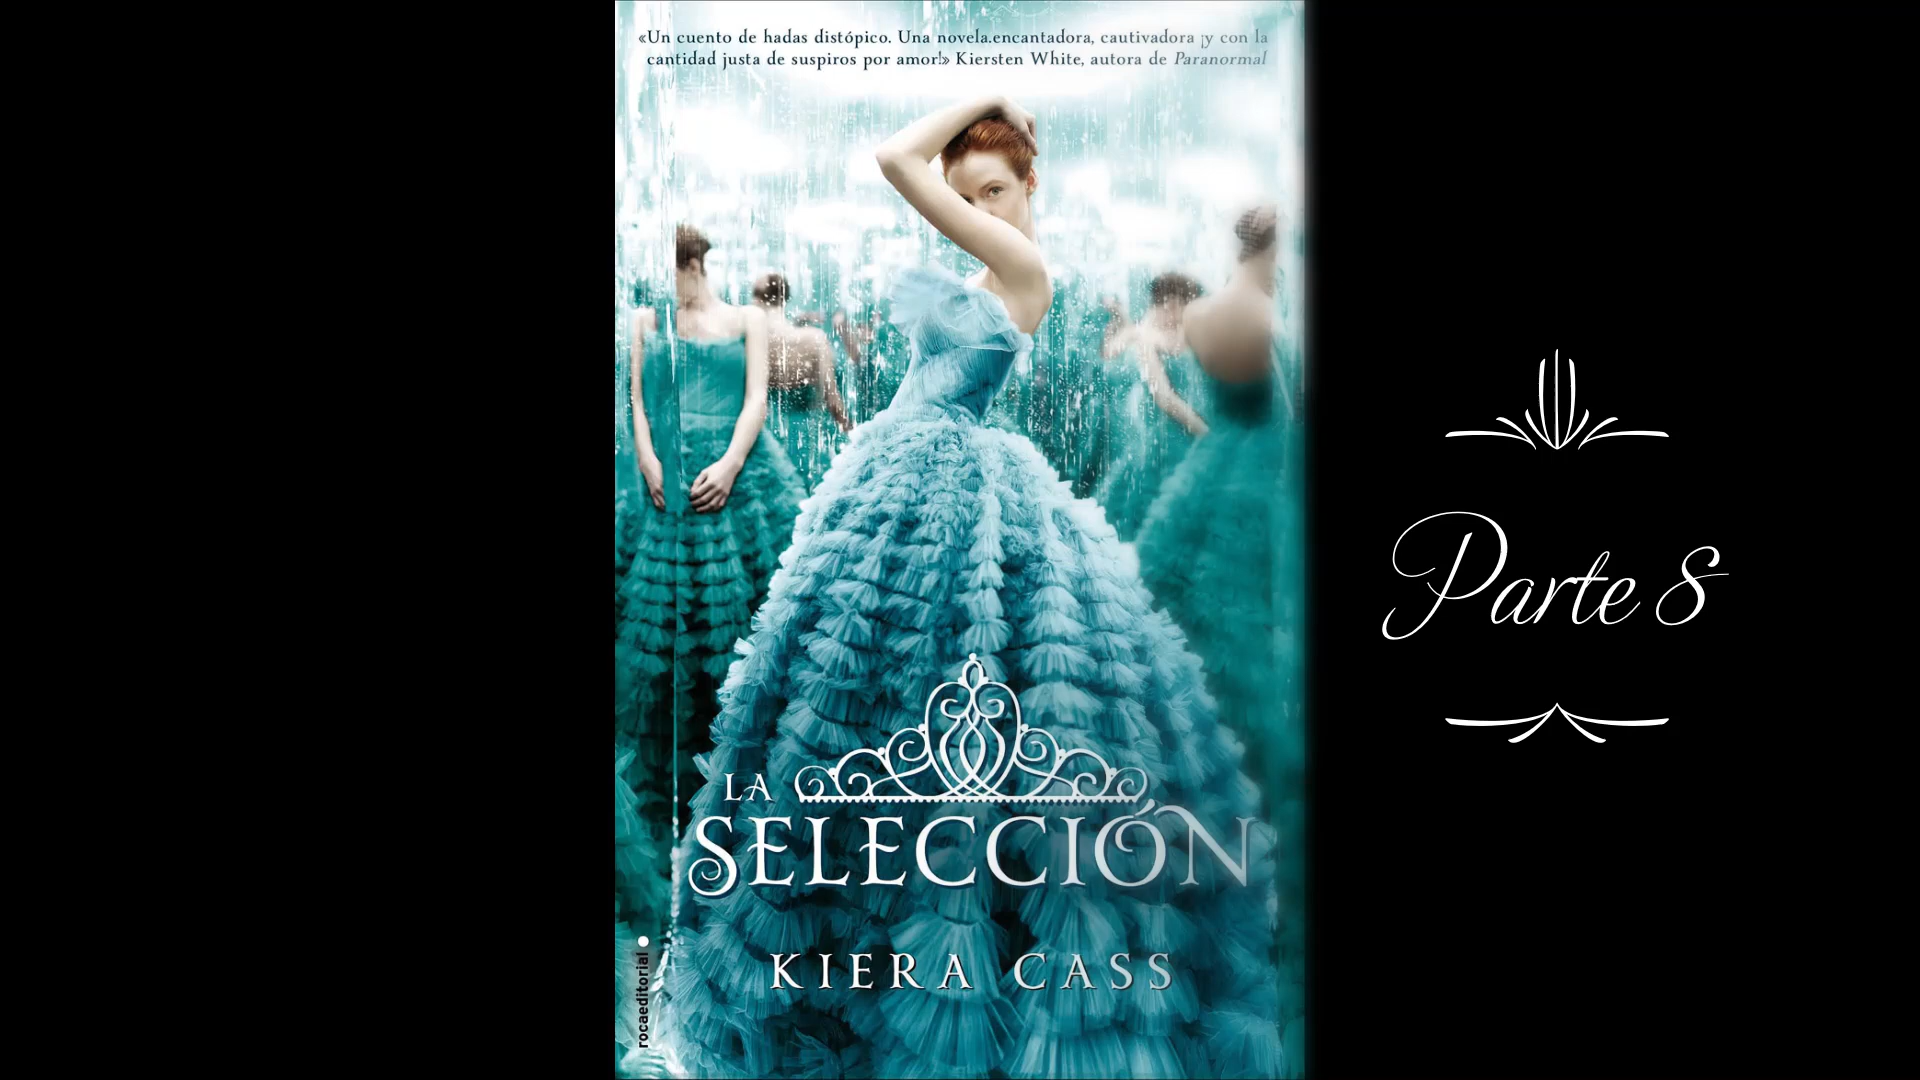 «Un cuento de hadas distópico. Una novela.encantadora, cautivadora ¡y con la
cantidad justa de suspiros por amor!» Kiersten White, autora de Paranormal
LA
SELECCIÓN
KIERA CASS
rocaeditorial
Parte 8